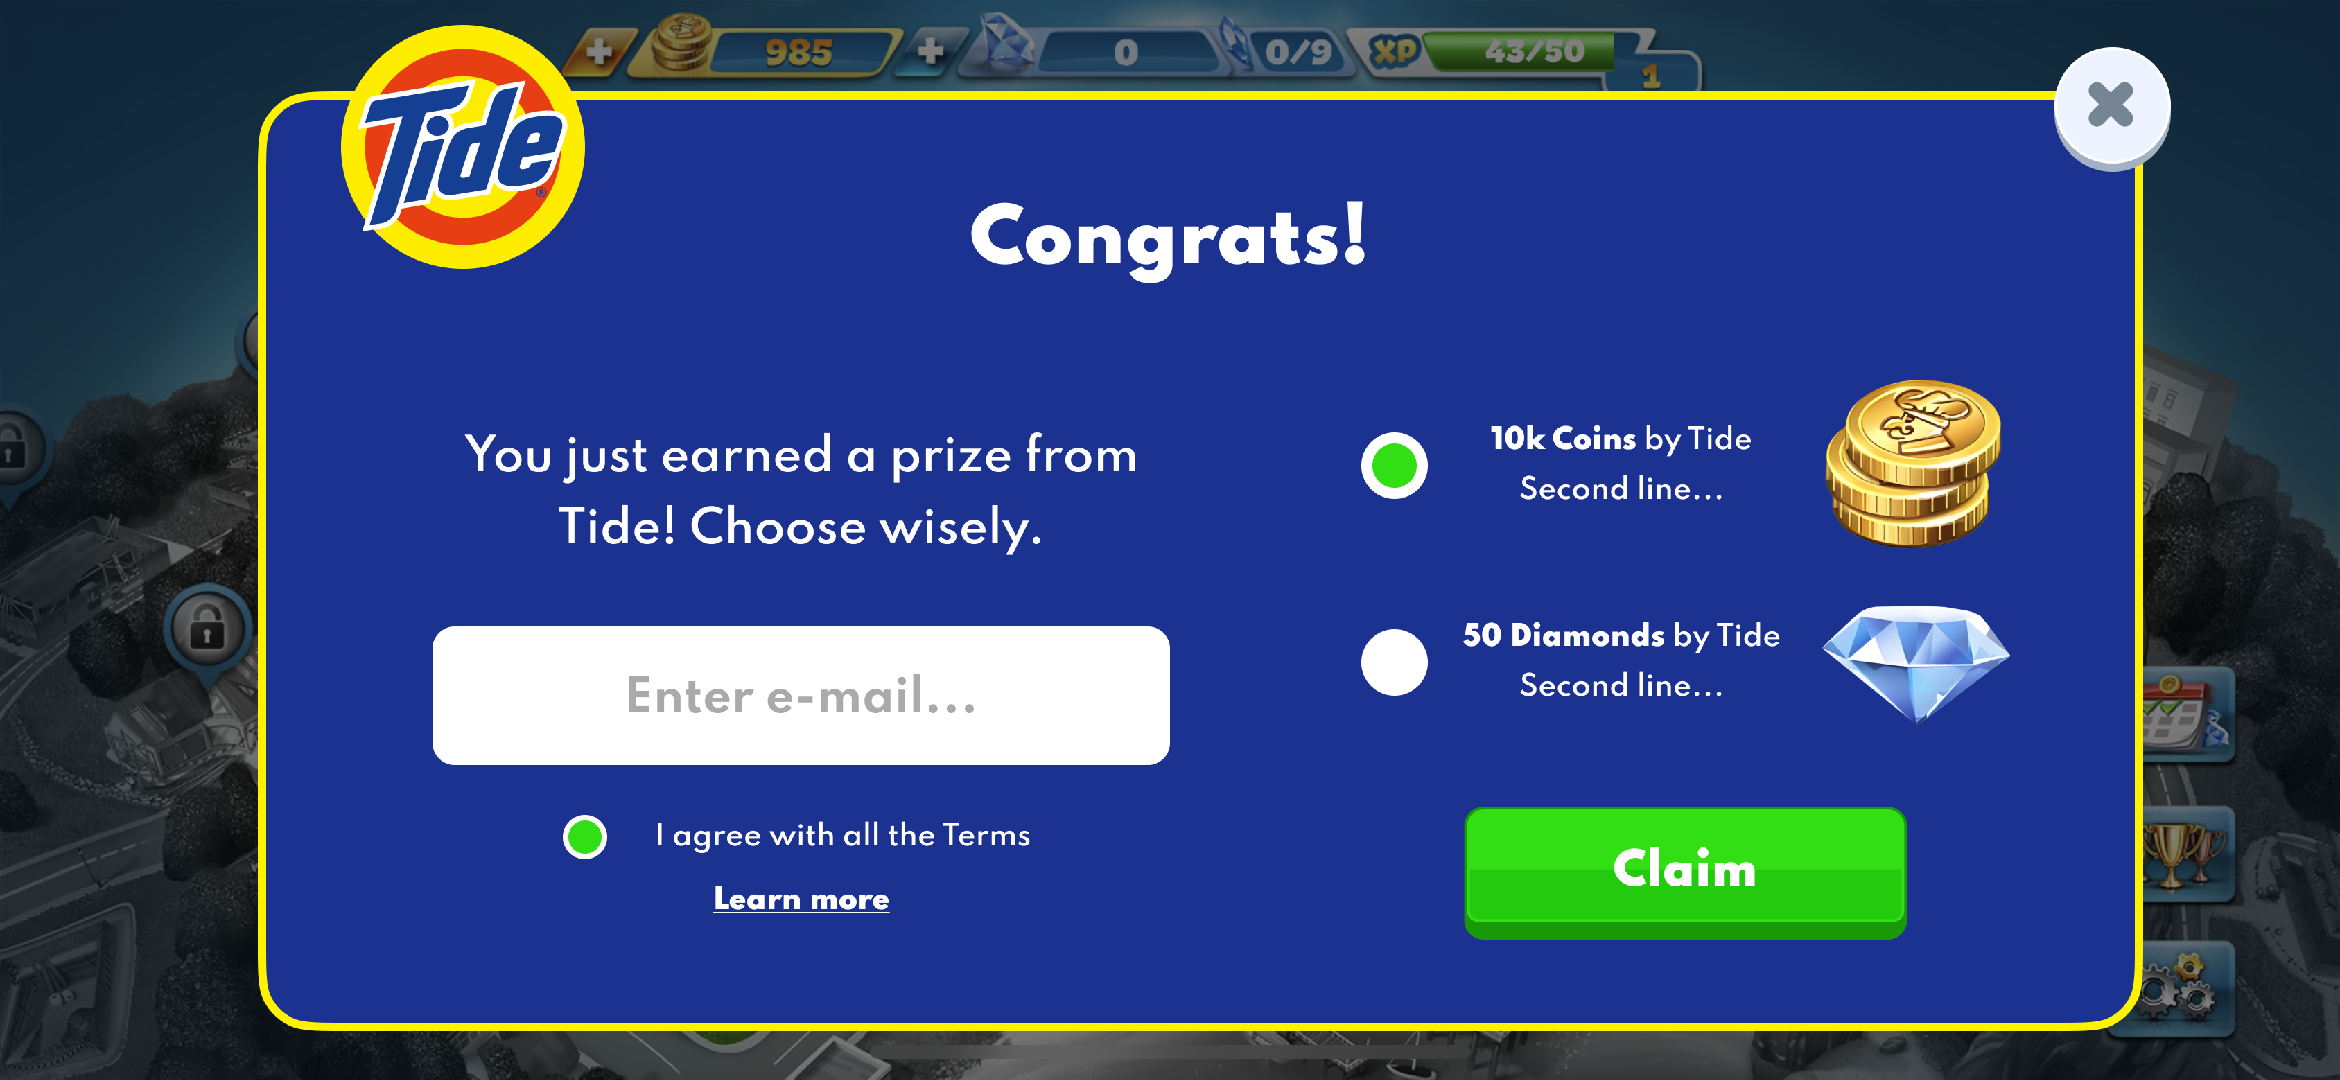 985
0
0/9
XP
43/50
1
Tide
®
Congrats!
You just earned a prize from
Tide! Choose wisely.
Enter e-mail...
I agree with all the Terms
Learn more
10k Coins by Tide
Second line...
50 Diamonds by Tide
Second line...
Claim